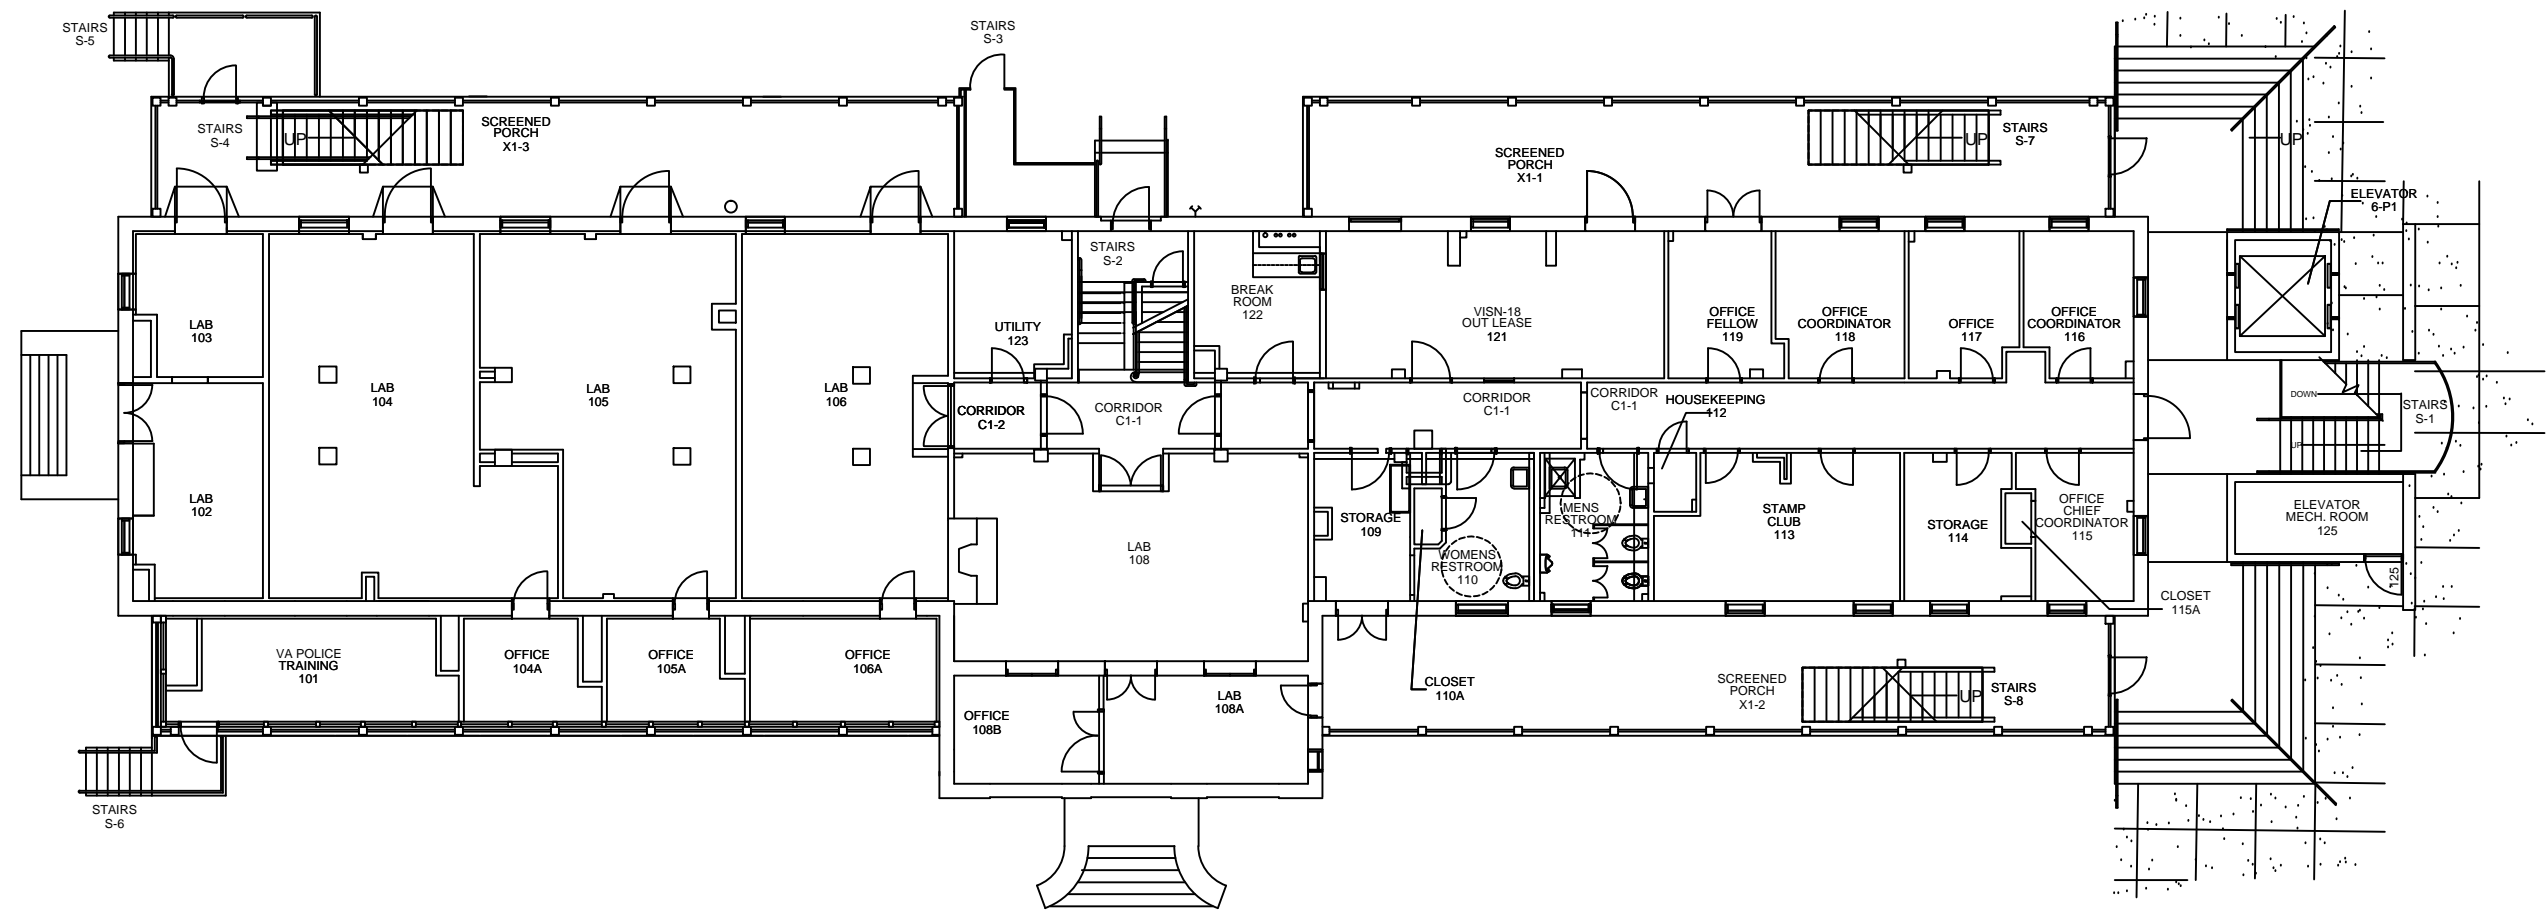 STAIRS
S-5
STAIRS
S-3
STAIRS
S-4
UP
SCREENED
PORCH
X1-3
SCREENED
PORCH
X1-1
UP
STAIRS
S-7
UP
ELEVATOR
6-P1
STAIRS
S-2
LAB
103
LAB
104
LAB
105
LAB
106
UTILITY
123
BREAK
ROOM
122
VISN-18
OUT LEASE
121
OFFICE
FELLOW
119
OFFICE
COORDINATOR
118
OFFICE
117
OFFICE
COORDINATOR
116
CORRIDOR
C1-2
CORRIDOR
C1-1
CORRIDOR
C1-1
CORRIDOR
C1-1
HOUSEKEEPING
112
DOWN
UP
STAIRS
S-1
LAB
102
LAB
108
STORAGE
109
WOMENS
RESTROOM
110
MENS
RESTROOM
111
STAMP
CLUB
113
STORAGE
114
OFFICE
CHIEF
COORDINATOR
115
ELEVATOR
MECH. ROOM
125
125
CLOSET
115A
VA POLICE
TRAINING
101
OFFICE
104A
OFFICE
105A
OFFICE
106A
OFFICE
108B
LAB
108A
CLOSET
110A
SCREENED
PORCH
X1-2
UP
STAIRS
S-8
STAIRS
S-6